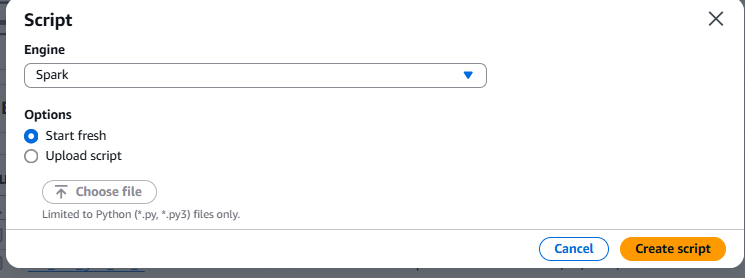 Script
Engine
Spark
Options
Start fresh
Upload script
Choose file
Limited to Python (*.py, *.py3) files only.
Cancel
Create script